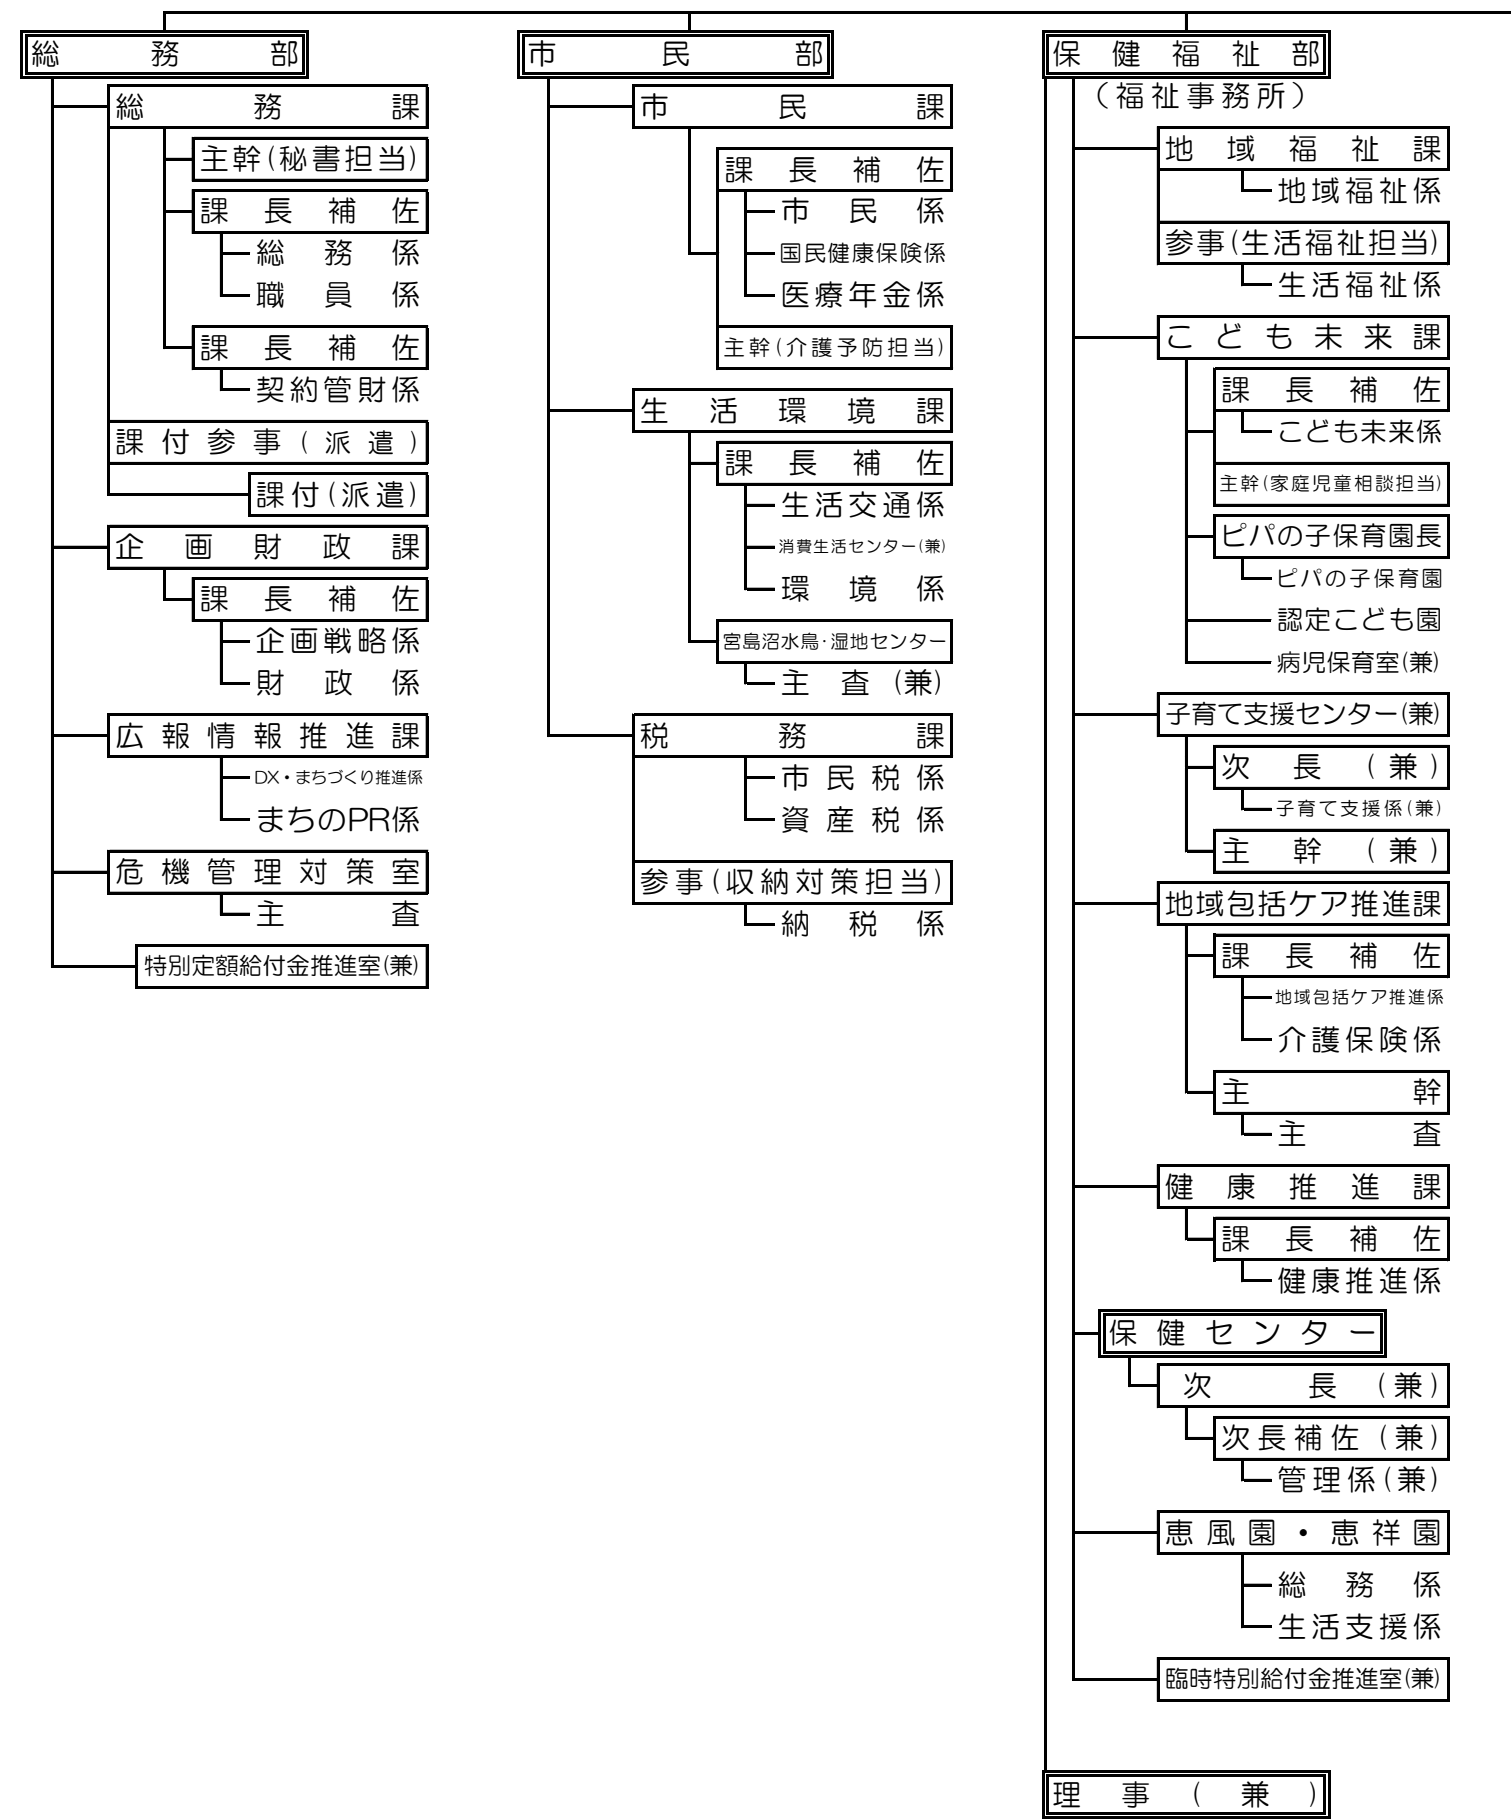 総務部
総務課
主幹(秘書担当)
課長補佐
総務係
職員係
課長補佐
契約管財係
課付参事(派遣)
課付(派遣)
企画財政課
課長補佐
企画戦略係
財政係
広報情報推進課
DX・まちづくり推進係
まちのPR係
危機管理対策室
主査
特別定額給付金推進室(兼)
市民部
市民課
課長補佐
市民係
国民健康保険係
医療年金係
主幹(介護予防担当)
生活環境課
課長補佐
生活交通係
消費生活センター(兼)
環境係
宮島沼水鳥･湿地センター
主査(兼)
税務課
市民税係
資産税係
参事(収納対策担当)
納税係
保健福祉部
(福祉事務所)
地域福祉課
地域福祉係
参事(生活福祉担当)
生活福祉係
こども未来課
課長補佐
こども未来係
主幹(家庭児童相談担当)
ピパの子保育園長
ピパの子保育園
認定こども園
病児保育室(兼)
子育て支援センター(兼)
次長(兼)
子育て支援係(兼)
主幹(兼)
地域包括ケア推進課
課長補佐
地域包括ケア推進係
介護保険係
主幹
主査
健康推進課
課長補佐
健康推進係
保健センター
次長(兼)
次長補佐(兼)
管理係(兼)
恵風園・恵祥園
総務係
生活支援係
臨時特別給付金推進室(兼)
理事(兼)